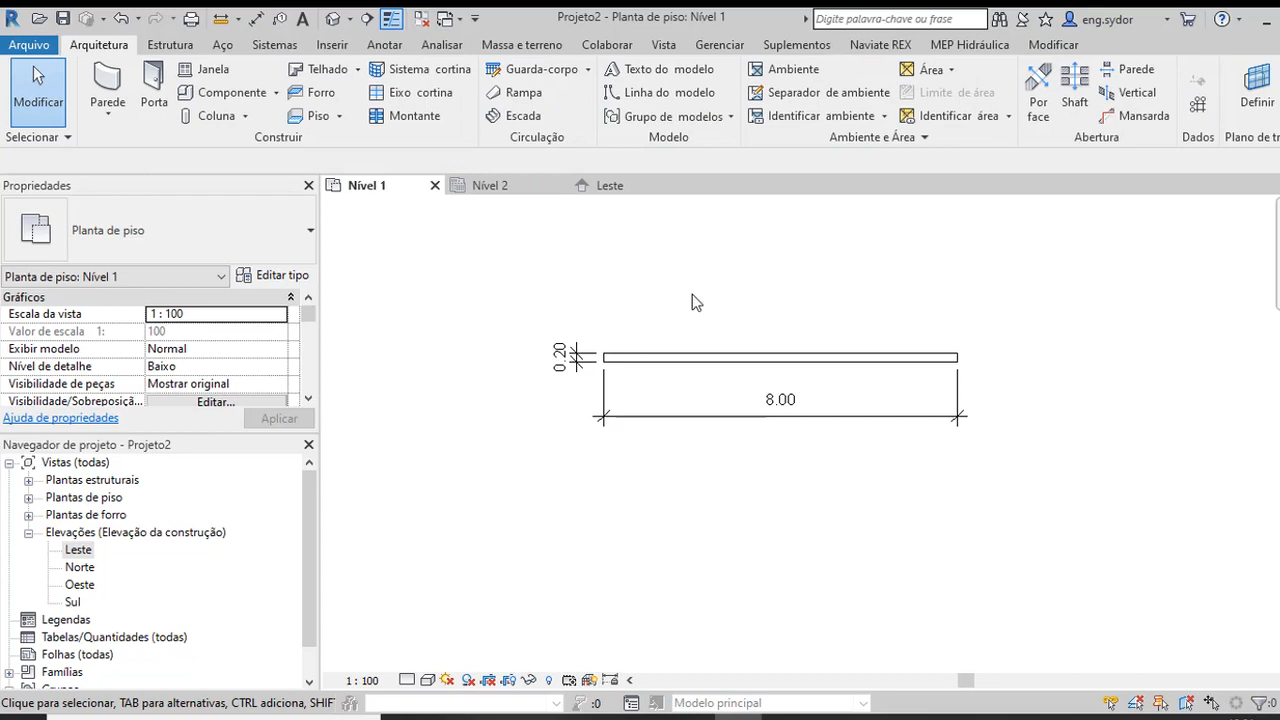 Projeto2 - Planta de piso: Nível 1
Digite palavra-chave ou frase
eng.sydor
Arquivo Arquitetura Estrutura Aço Sistemas Inserir Anotar Analisar Massa e terreno Colaborar Vista Gerenciar Suplementos Naviate REX MEP Hidráulica Modificar
Modificar
Selecionar
Parede
Porta
Janela
Componente
Coluna
Telhado
Forro
Piso
Sistema cortina
Eixo cortina
Montante
Construir
Guarda-corpo
Rampa
Escada
Circulação
Texto do modelo
Linha do modelo
Grupo de modelos
Modelo
Ambiente
Separador de ambiente
Identificar ambiente
Área
Limite de área
Identificar área
Ambiente e Área
Por
face
Shaft
Parede
Vertical
Mansarda
Abertura
Dados
Definir
Plano de tr
Propriedades
Nível 1
Nível 2
Leste
Planta de piso
Planta de piso: Nível 1
Editar tipo
Gráficos
Escala da vista 1 : 100
Valor de escala 1: 100
Exibir modelo Normal
Nível de detalhe Baixo
Visibilidade de peças Mostrar original
Visibilidade/Sobreposiçã... Editar...
Ajuda de propriedades
Aplicar
Navegador de projeto - Projeto2
Vistas (todas)
Plantas estruturais
Plantas de piso
Plantas de forro
Elevações (Elevação da construção)
Leste
Norte
Oeste
Sul
Legendas
Tabelas/Quantidades (todas)
Folhas (todas)
Famílias
0.20
8.00
1 : 100
Clique para selecionar, TAB para alternativas, CTRL adiciona, SHIF
:0
Modelo principal
:0